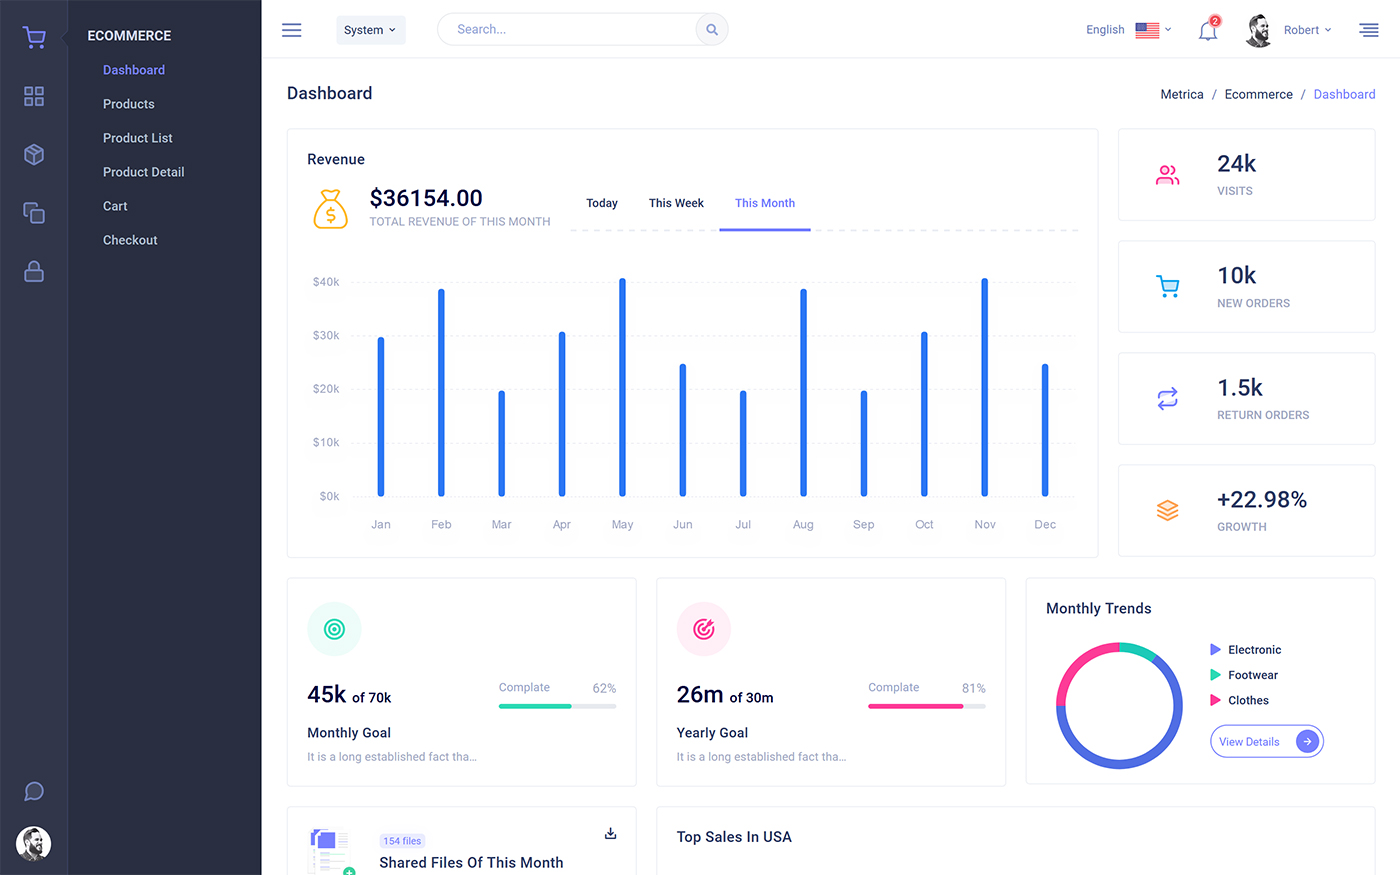 ECOMMERCE
Dashboard
Products
Product List
Product Detail
Cart
Checkout
System
Search...
English
2
Robert
Dashboard
Metrica / Ecommerce / Dashboard
Revenue
$36154.00
TOTAL REVENUE OF THIS MONTH
Today This Week This Month
$40k
$30k
$20k
$10k
$0k
Jan Feb Mar Apr May Jun Jul Aug Sep Oct Nov Dec
24k
VISITS
10k
NEW ORDERS
1.5k
RETURN ORDERS
+22.98%
GROWTH
45k of 70k
Complate 62%
Monthly Goal
It is a long established fact tha...
26m of 30m
Complate 81%
Yearly Goal
It is a long established fact tha...
Monthly Trends
Electronic
Footwear
Clothes
View Details
154 files
Shared Files Of This Month
Top Sales In USA